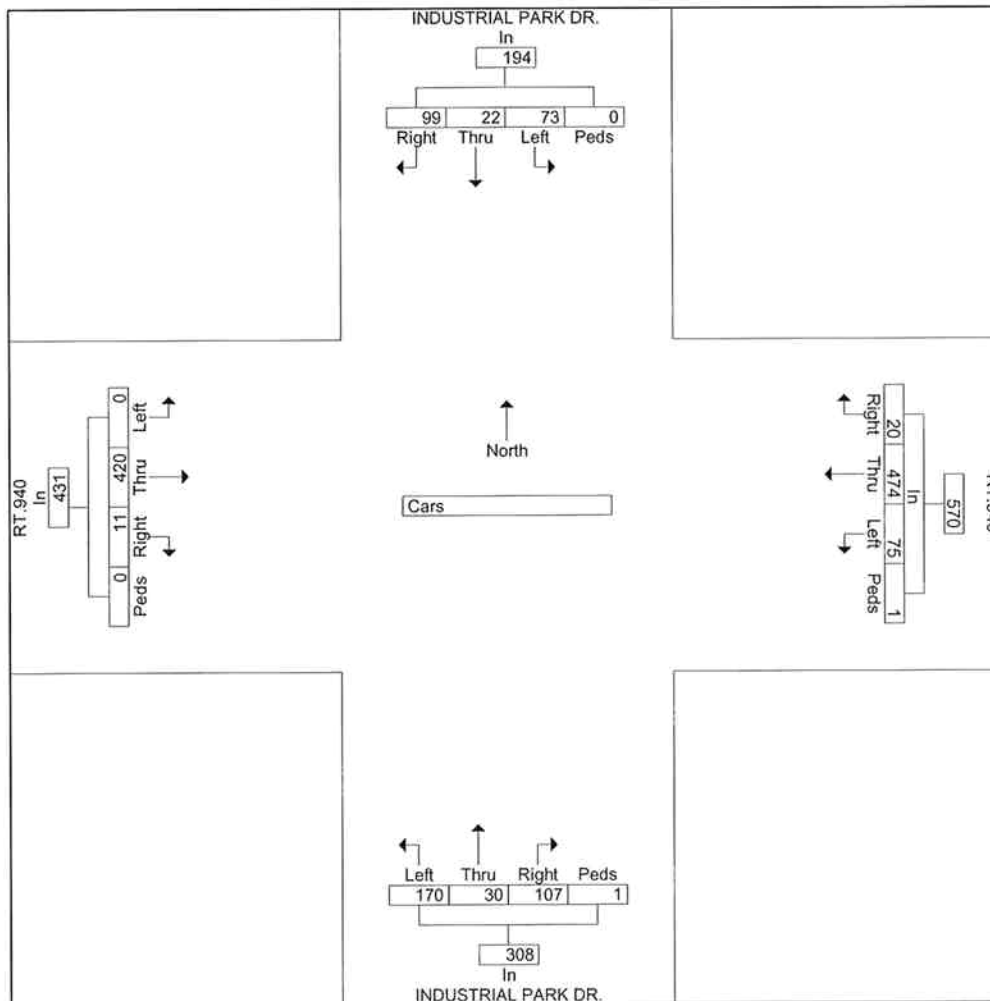 INDUSTRIAL PARK DR.
In
194
99 22 73 0
Right Thru Left Peds
RT.940
In
431
0 420 11 0
Left Thru Right Peds
North
Cars
Right Thru Left Peds
20 474 75 1
In
570
Left Thru Right Peds
170 30 107 1
308
In
INDUSTRIAL PARK DR.